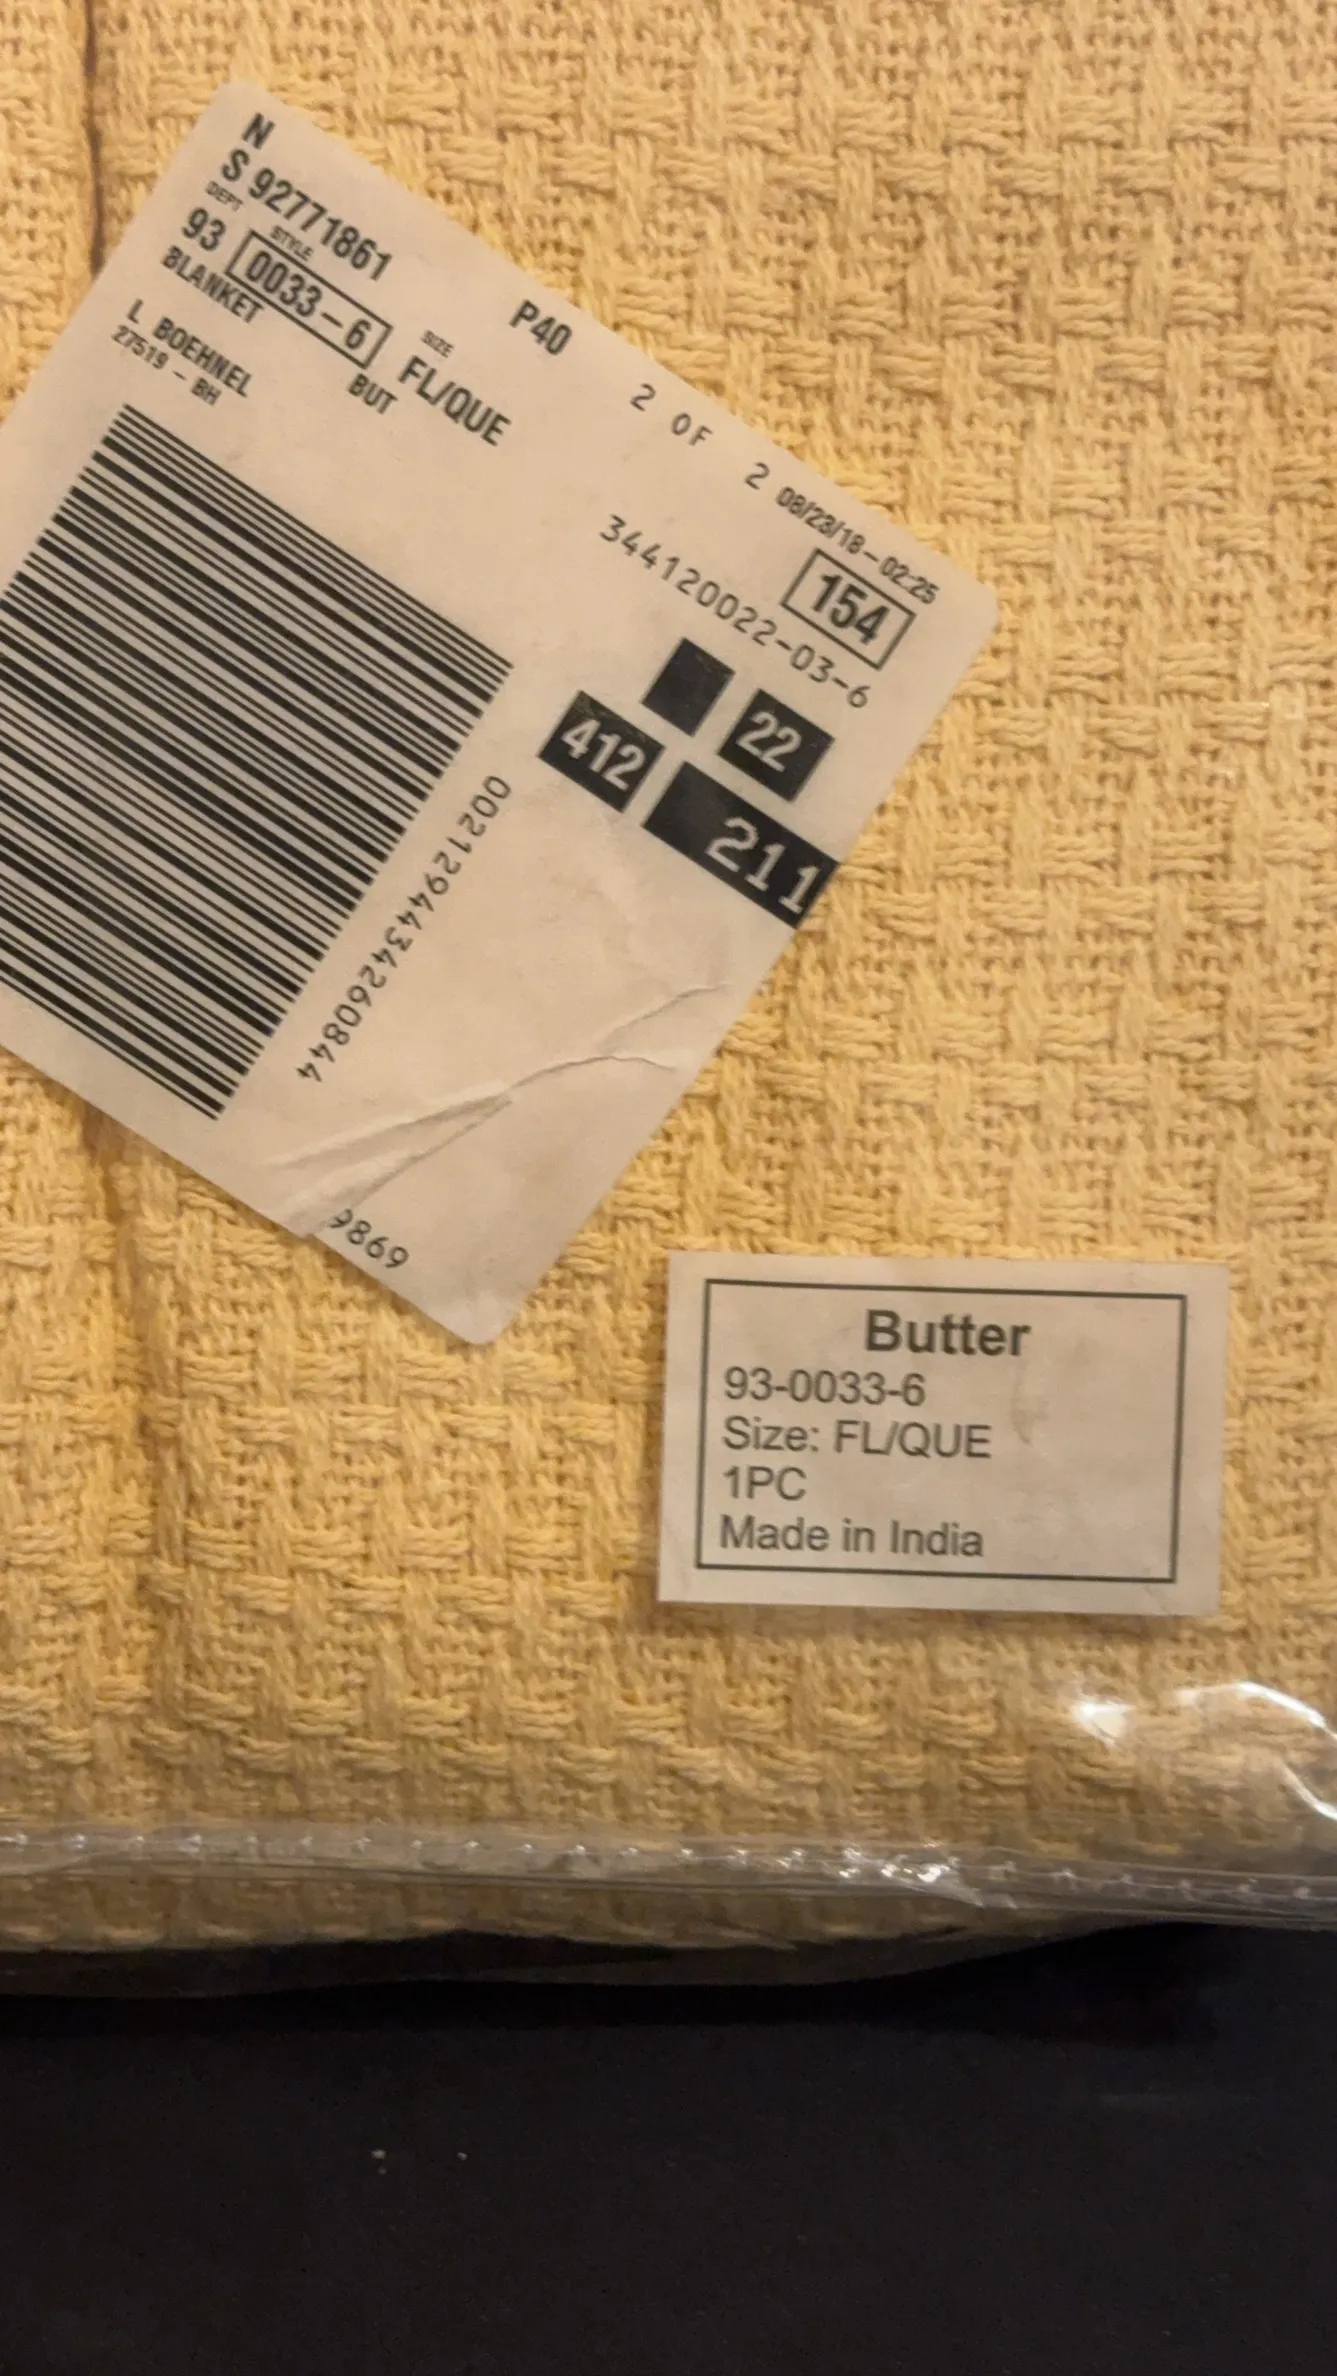 N
S 92771861
DEPT STYLE
93 0033-6
SIZE
BLANKET BUT FL/QUE
L BOEHNEL
27519 - BH
P40
2 OF 2
08/23/18-02:25
154
344120022-03-6
22
412
211
0021294434260844
9869
Butter
93-0033-6
Size: FL/QUE
1PC
Made in India